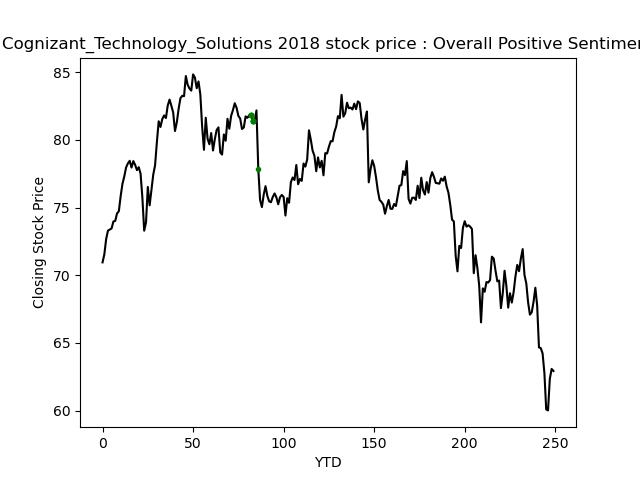 Cognizant_Technology_Solutions 2018 stock price : Overall Positive Sentimen
85
80
75
70
65
60
Closing Stock Price
0 50 100 150 200 250
YTD